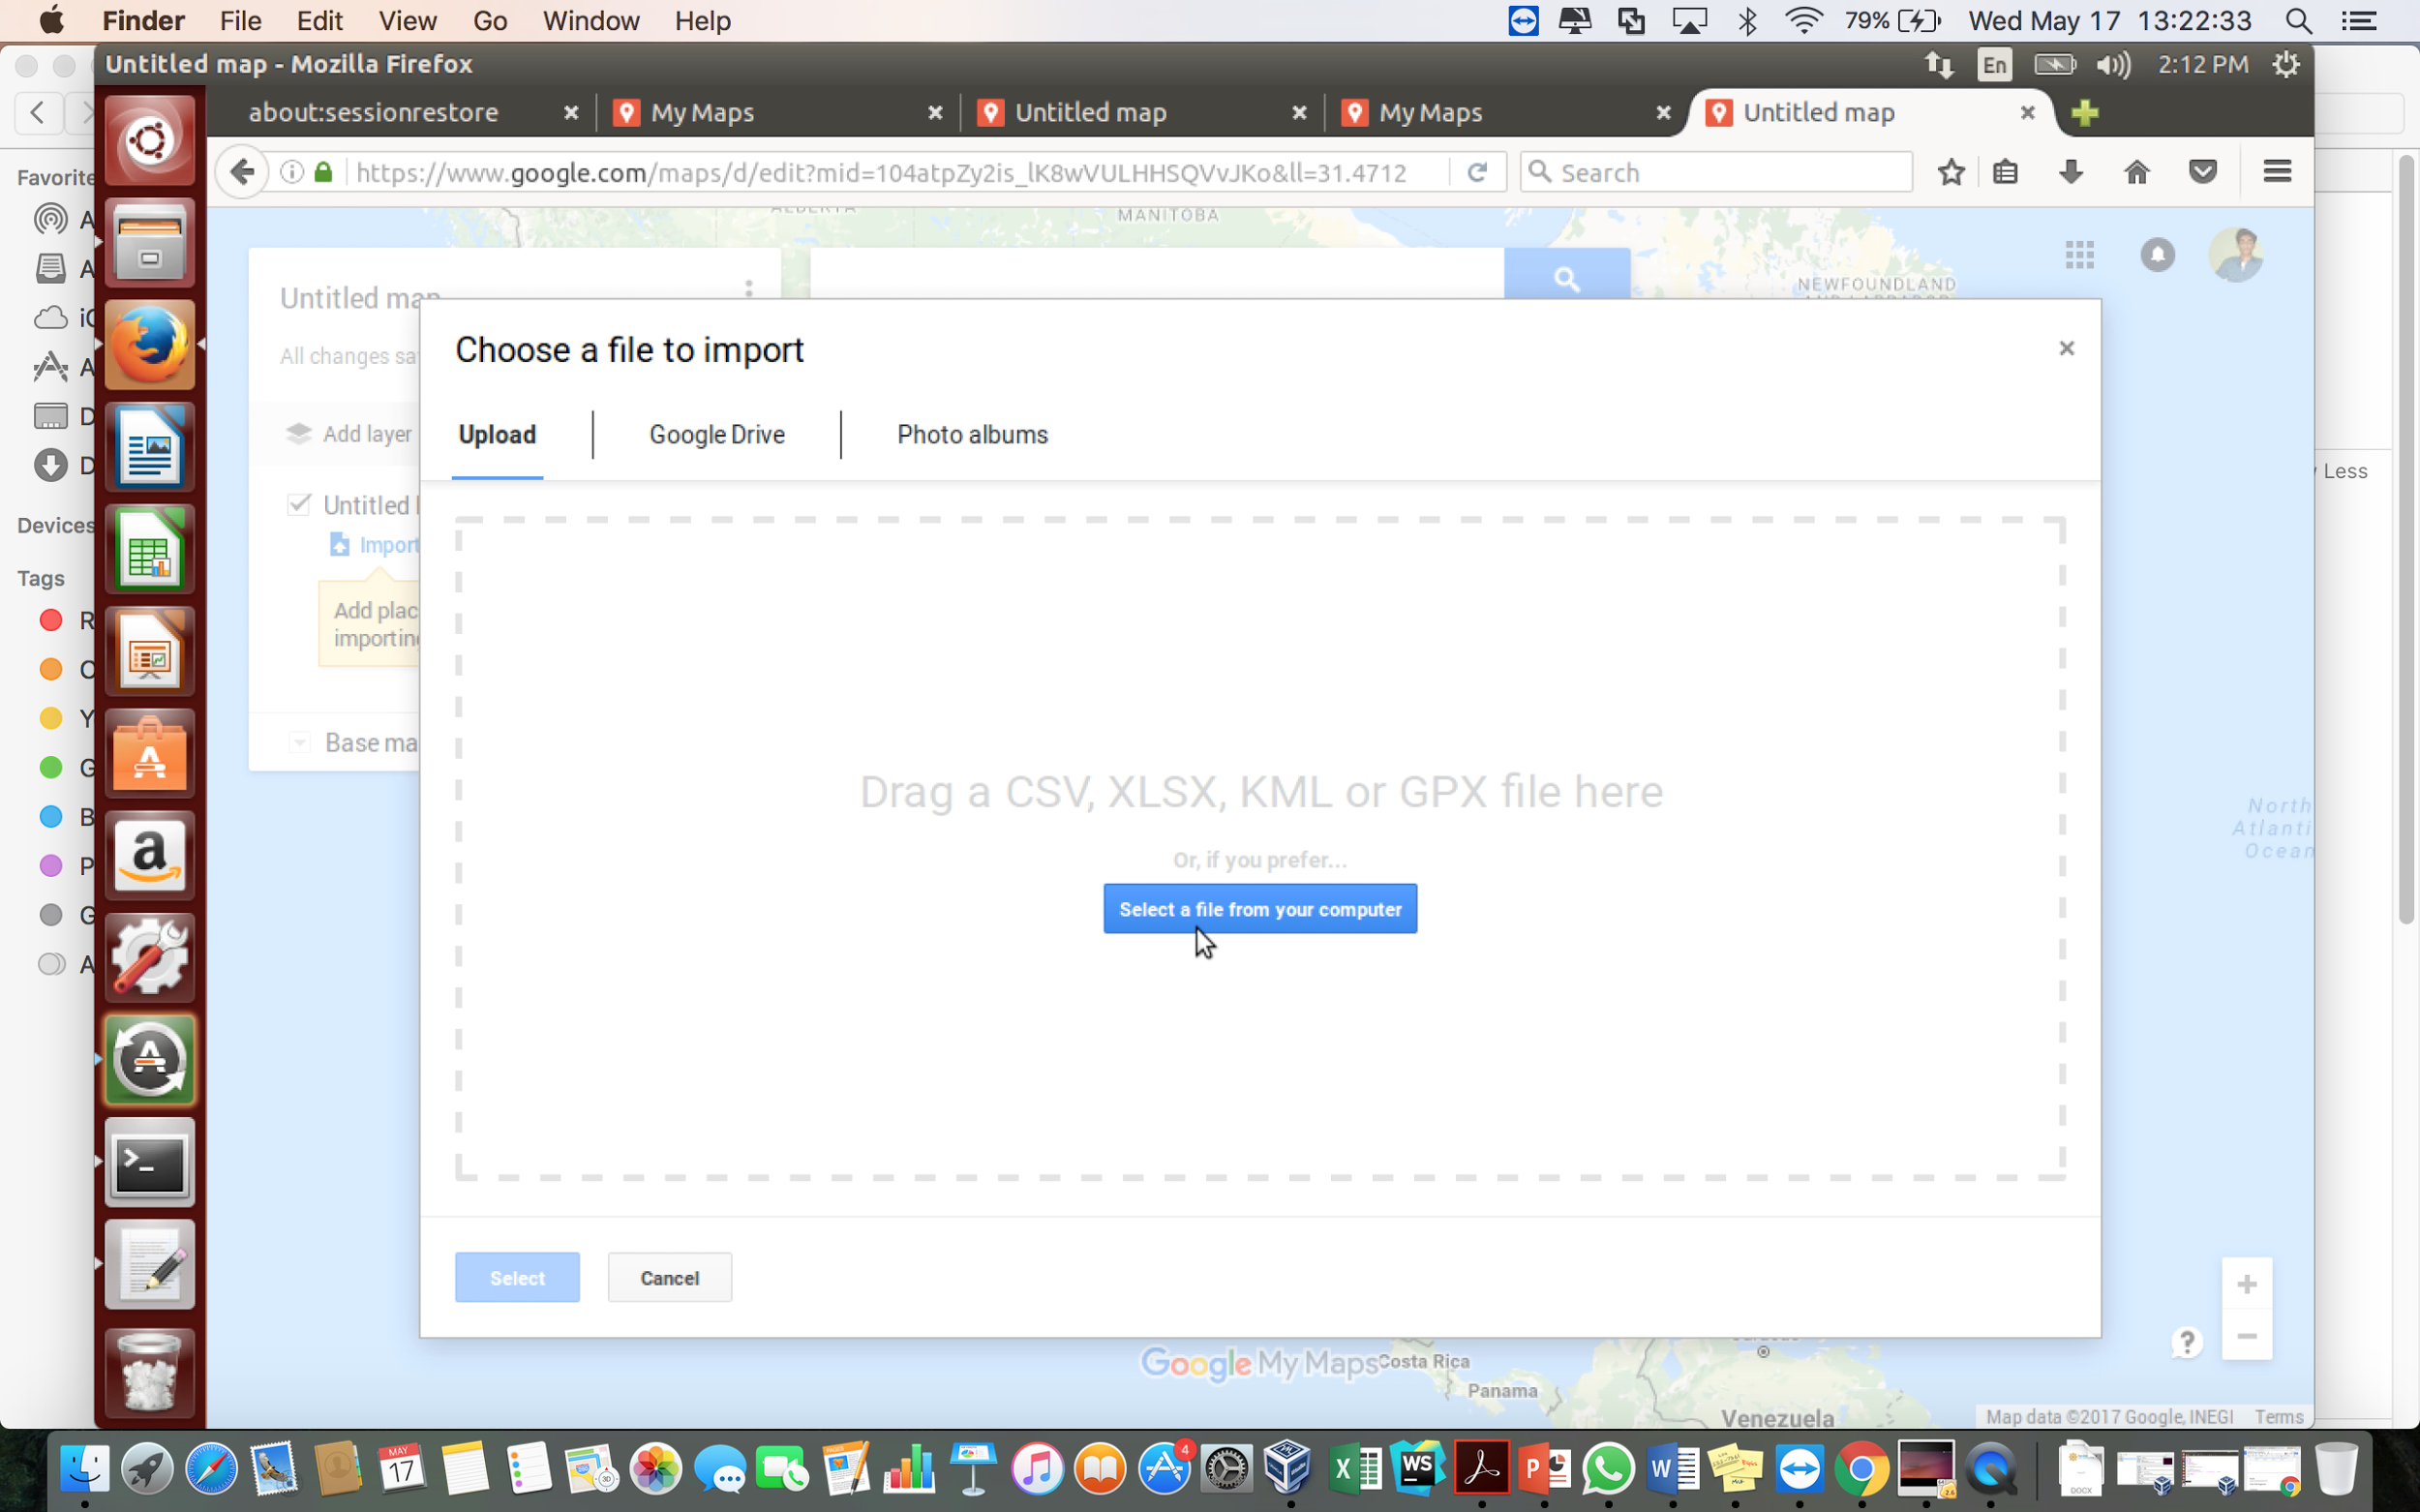 Finder File Edit View Go Window Help 79% Wed May 17 13:22:33
Untitled map - Mozilla Firefox En 2:12 PM
about:sessionrestore My Maps Untitled map My Maps Untitled map
https://www.google.com/maps/d/edit?mid=104atpZy2is_lK8wVULHHSQVvJKo&ll=31.4712 Search
Favorite
Devices
Tags
Less
MANITOBA
NEWFOUNDLAND
Untitled map
All changes sa
Add layer
Untitled
Import
Add plac
importing
Base ma
Choose a file to import
Upload Google Drive Photo albums
Drag a CSV, XLSX, KML or GPX file here
Or, if you prefer...
Select a file from your computer
Select Cancel
North
Atlanti
Ocean
Google My Maps
Costa Rica
Panama
Venezuela
Map data ©2017 Google, INEGI Terms
MAY
17
4
DOCX